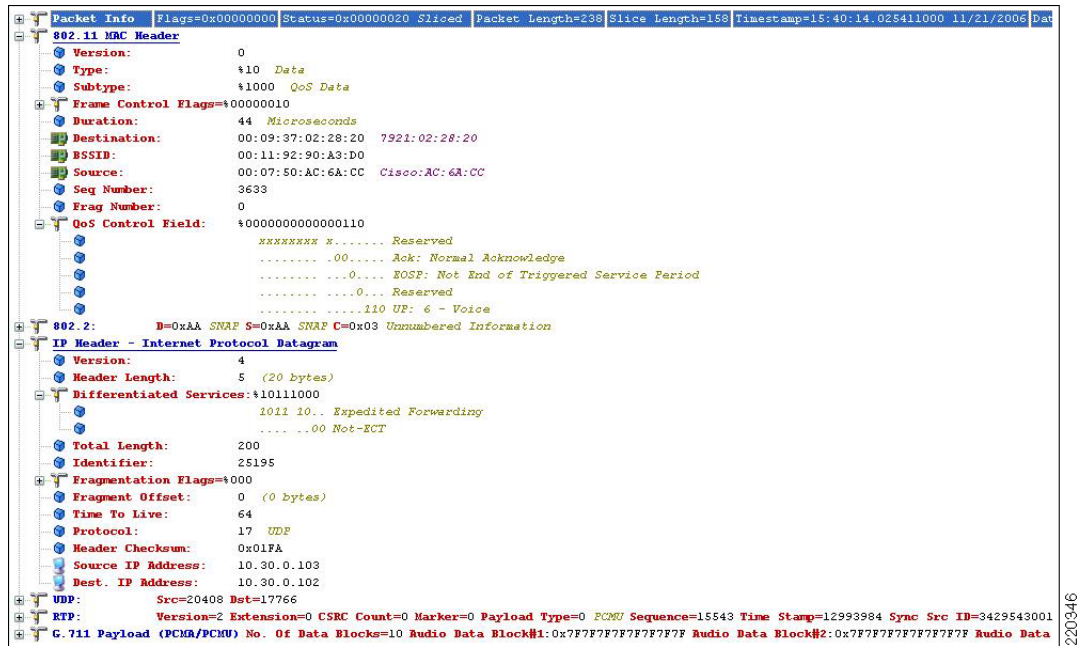 Packet Info Flags=0x00000000 Status=0x00000020 Sliced Packet Length=238 Slice Length=158 Timestamp=15:40:14.025411000 11/21/2006 Dat
802.11 MAC Header
Version: 0
Type: %10 Data
Subtype: %1000 QoS Data
Frame Control Flags=%00000010
Duration: 44 Microseconds
Destination: 00:09:37:02:28:20 7921:02:28:20
BSSID: 00:11:92:90:A3:D0
Source: 00:07:50:AC:6A:CC Cisco:AC:6A:CC
Seq Number: 3633
Frag Number: 0
QoS Control Field: %0000000000000110
xxxxxxxx x....... Reserved
........ .00..... Ack: Normal Acknowledge
........ ...0.... EOSP: Not End of Triggered Service Period
........ ....0... Reserved
........ .....110 UP: 6 - Voice
802.2: D=0xAA SNAP S=0xAA SNAP C=0x03 Unnumbered Information
IP Header - Internet Protocol Datagram
Version: 4
Header Length: 5 (20 bytes)
Differentiated Services:%10111000
1011 10.. Expedited Forwarding
.... ..00 Not-ECT
Total Length: 200
Identifier: 25195
Fragmentation Flags=%000
Fragment Offset: 0 (0 bytes)
Time To Live: 64
Protocol: 17 UDP
Header Checksum: 0x01FA
Source IP Address: 10.30.0.103
Dest. IP Address: 10.30.0.102
UDP: Src=20408 Dst=17766
RTP: Version=2 Extension=0 CSRC Count=0 Marker=0 Payload Type=0 PCMU Sequence=15543 Time Stamp=12993984 Sync Src ID=3429543001
G.711 Payload (PCMA/PCMU) No. Of Data Blocks=10 Audio Data Block#1:0x7F7F7F7F7F7F7F7F Audio Data Block#2:0x7F7F7F7F7F7F7F7F Audio Data
220346